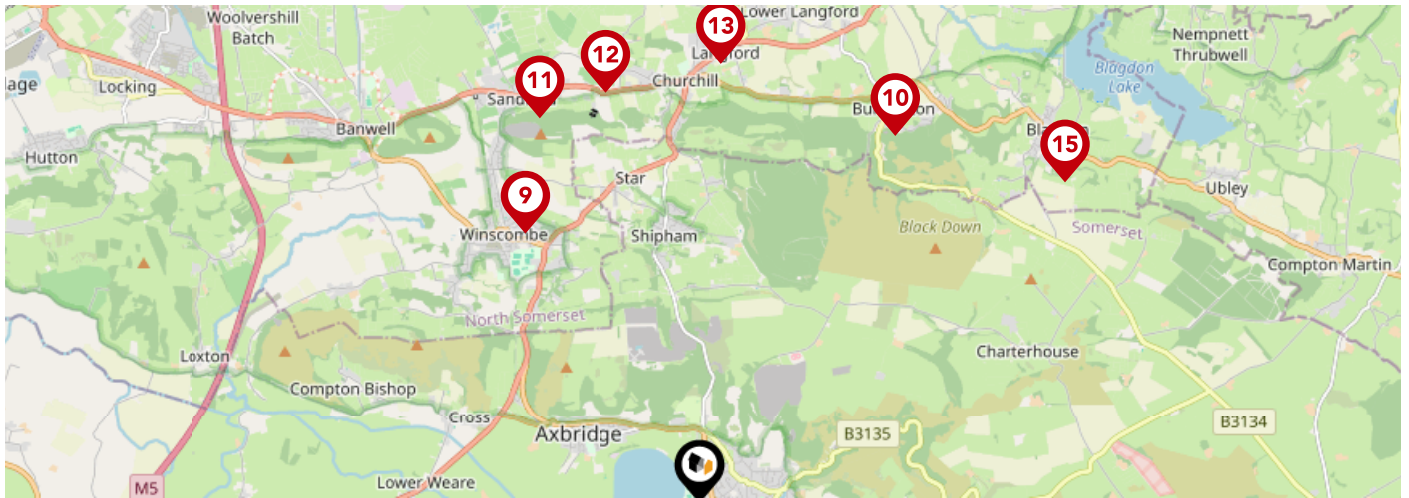 Woolvershill
Batch
13
Lower Langford
Nempnett
Thrubwell
12
Langford
Blagdon
Lake
Locking
11
Churchill
10
Banwell
15
Hutton
Star
9
Ubley
Winscombe
Shipham
Black Down
Somerset
Compton Martin
North Somerset
Loxton
Charterhouse
Compton Bishop
Cross
Axbridge
B3135
B3134
M5
Lower Weare